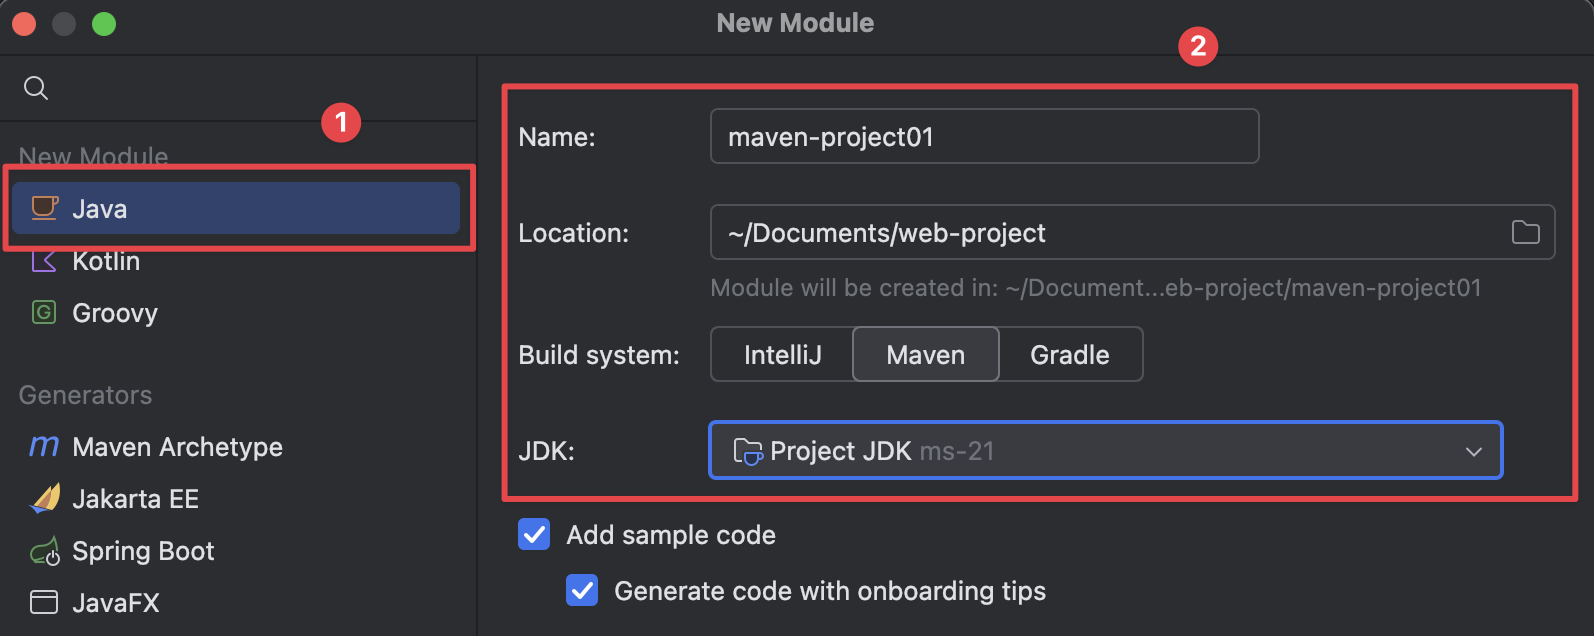 New Module
2
1
New Module
Java
Kotlin
G Groovy
Generators
m Maven Archetype
Jakarta EE
Spring Boot
JavaFX
Name: maven-project01
Location: ~/Documents/web-project
Module will be created in: ~/Document...eb-project/maven-project01
Build system: IntelliJ Maven Gradle
JDK: Project JDK ms-21
Add sample code
Generate code with onboarding tips